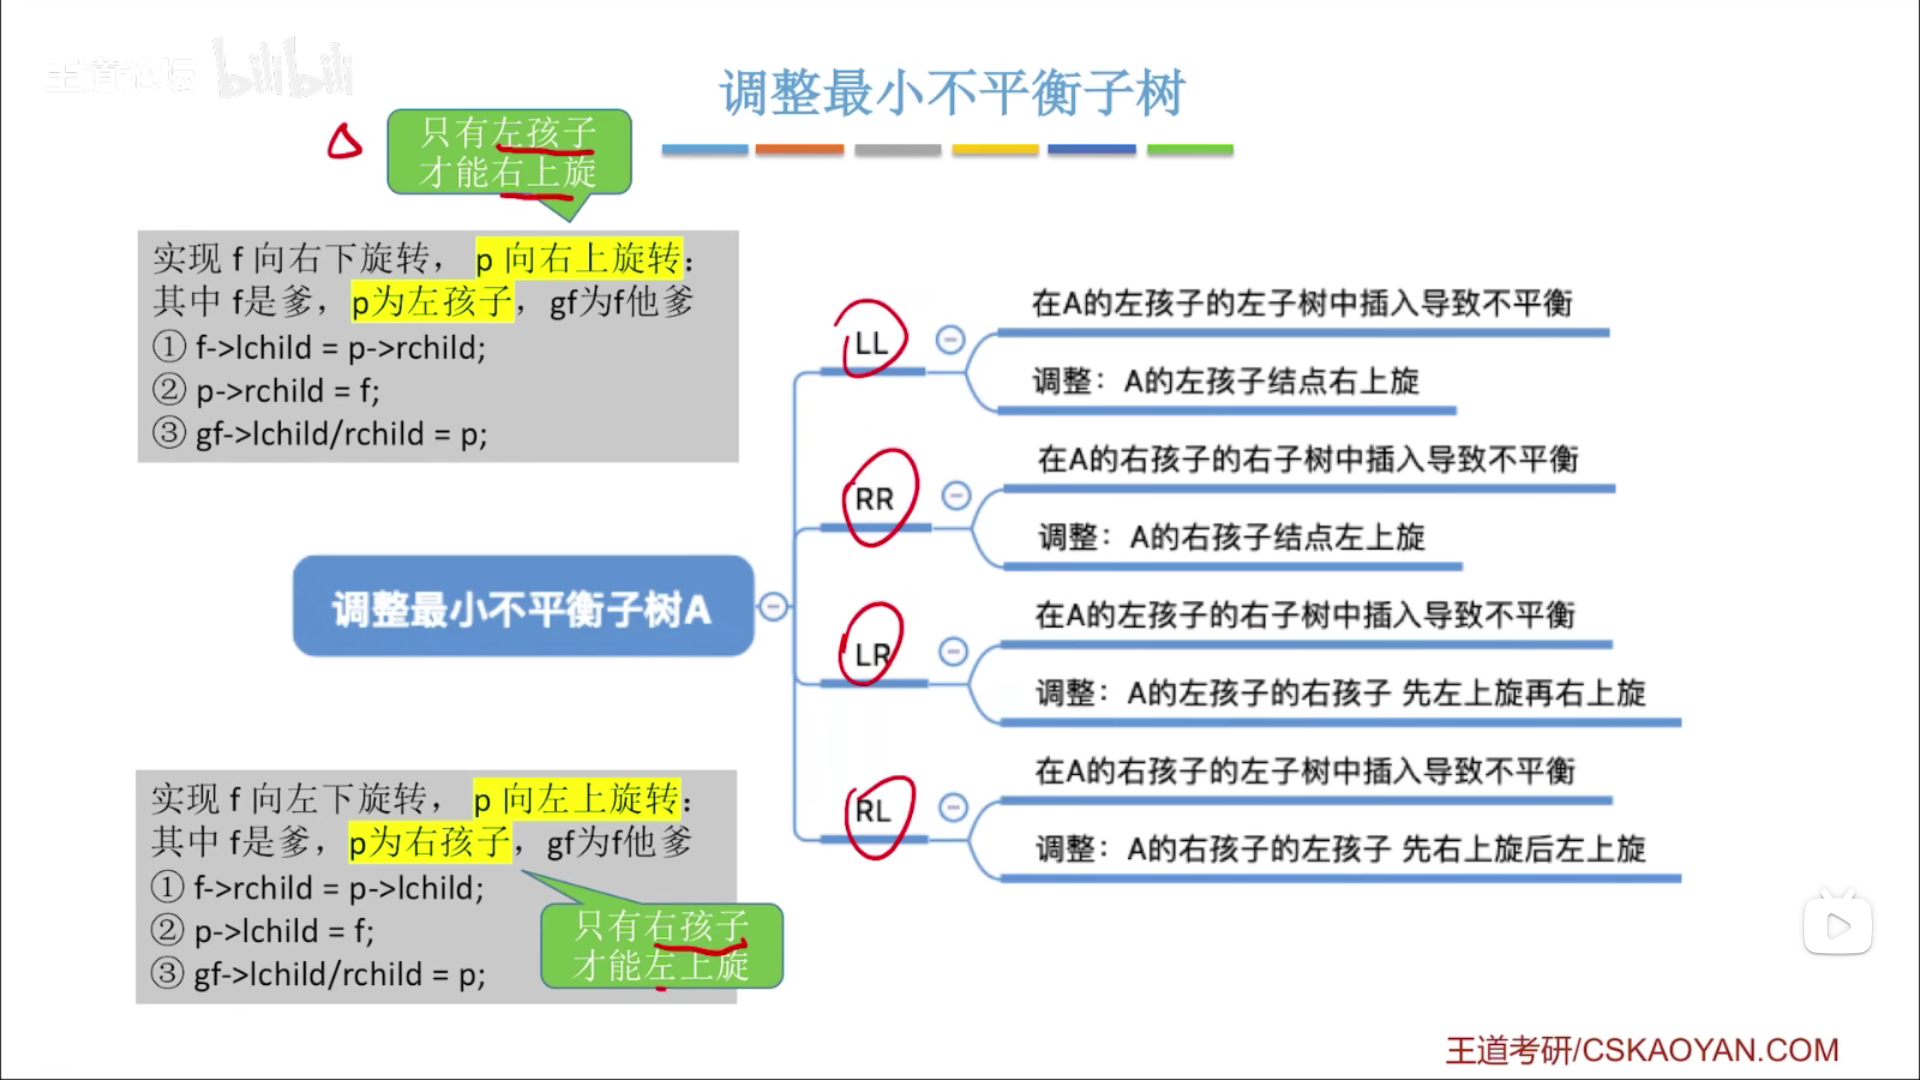 王道论坛 bilibili
调整最小不平衡子树
只有左孩子
才能右上旋
实现 f 向右下旋转， p 向右上旋转：
其中 f是爹，p为左孩子，gf为f他爹
① f->lchild = p->rchild;
② p->rchild = f;
③ gf->lchild/rchild = p;
调整最小不平衡子树A
LL
在A的左孩子的左子树中插入导致不平衡
调整：A的左孩子结点右上旋
RR
在A的右孩子的右子树中插入导致不平衡
调整：A的右孩子结点左上旋
LR
在A的左孩子的右子树中插入导致不平衡
调整：A的左孩子的右孩子 先左上旋再右上旋
RL
在A的右孩子的左子树中插入导致不平衡
调整：A的右孩子的左孩子 先右上旋后左上旋
实现 f 向左下旋转， p 向左上旋转：
其中 f是爹，p为右孩子，gf为f他爹
① f->rchild = p->lchild;
② p->lchild = f;
③ gf->lchild/rchild = p;
只有右孩子
才能左上旋
王道考研/CSKAOYAN.COM